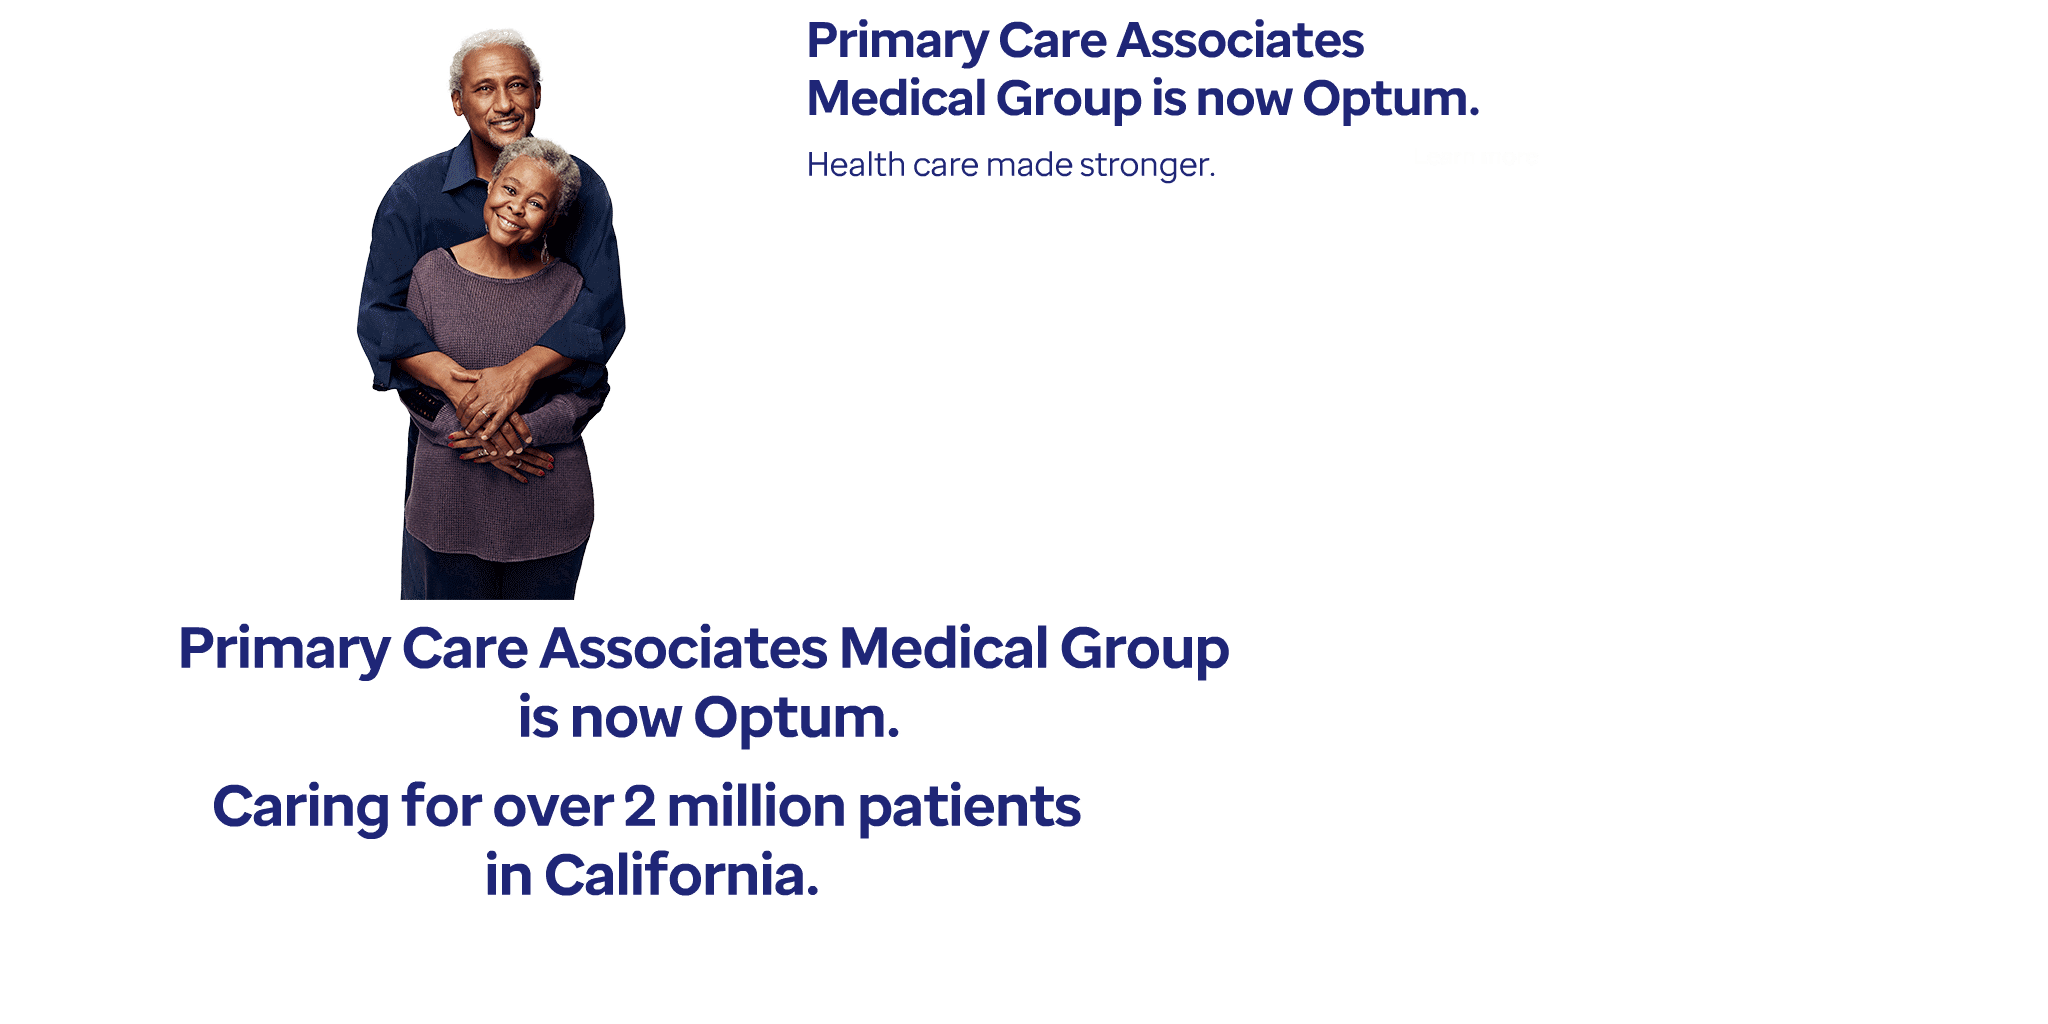 Primary Care Associates
Medical Group is now Optum.
Health care made stronger.
Primary Care Associates Medical Group
is now Optum.
Caring for over 2 million patients
in California.